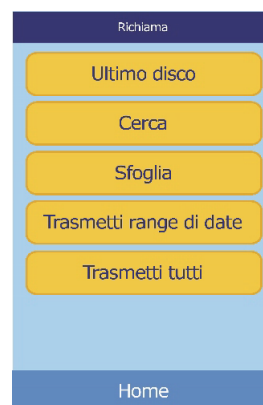 Richiama
Ultimo disco
Cerca
Sfoglia
Trasmetti range di date
Trasmetti tutti
Home